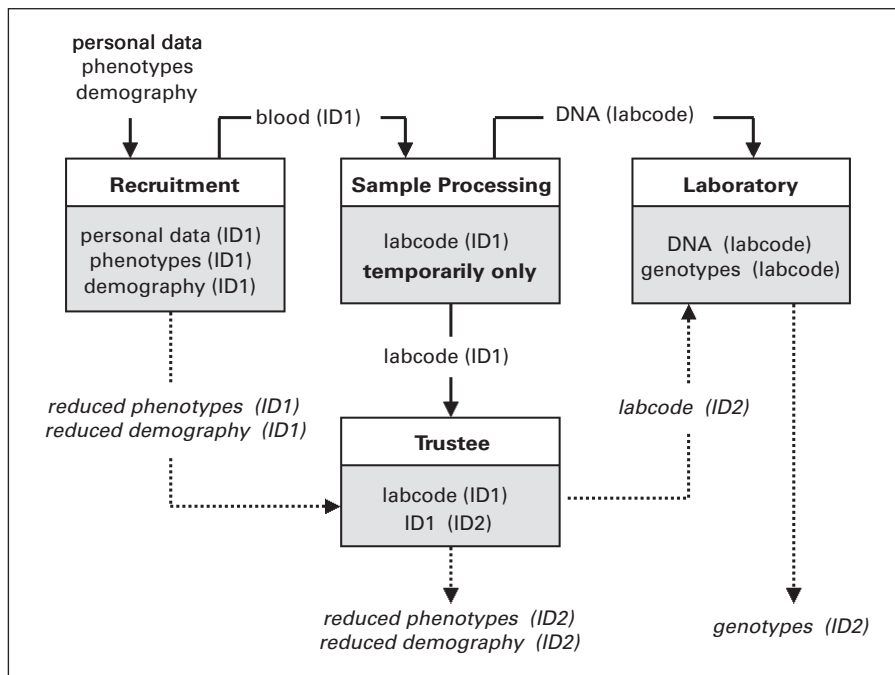 personal data
phenotypes
demography
blood (ID1)
DNA (labcode)
Recruitment
personal data (ID1)
phenotypes (ID1)
demography (ID1)
Sample Processing
labcode (ID1)
temporarily only
Laboratory
DNA (labcode)
genotypes (labcode)
labcode (ID1)
reduced phenotypes (ID1)
reduced demography (ID1)
labcode (ID2)
Trustee
labcode (ID1)
ID1 (ID2)
reduced phenotypes (ID2)
reduced demography (ID2)
genotypes (ID2)